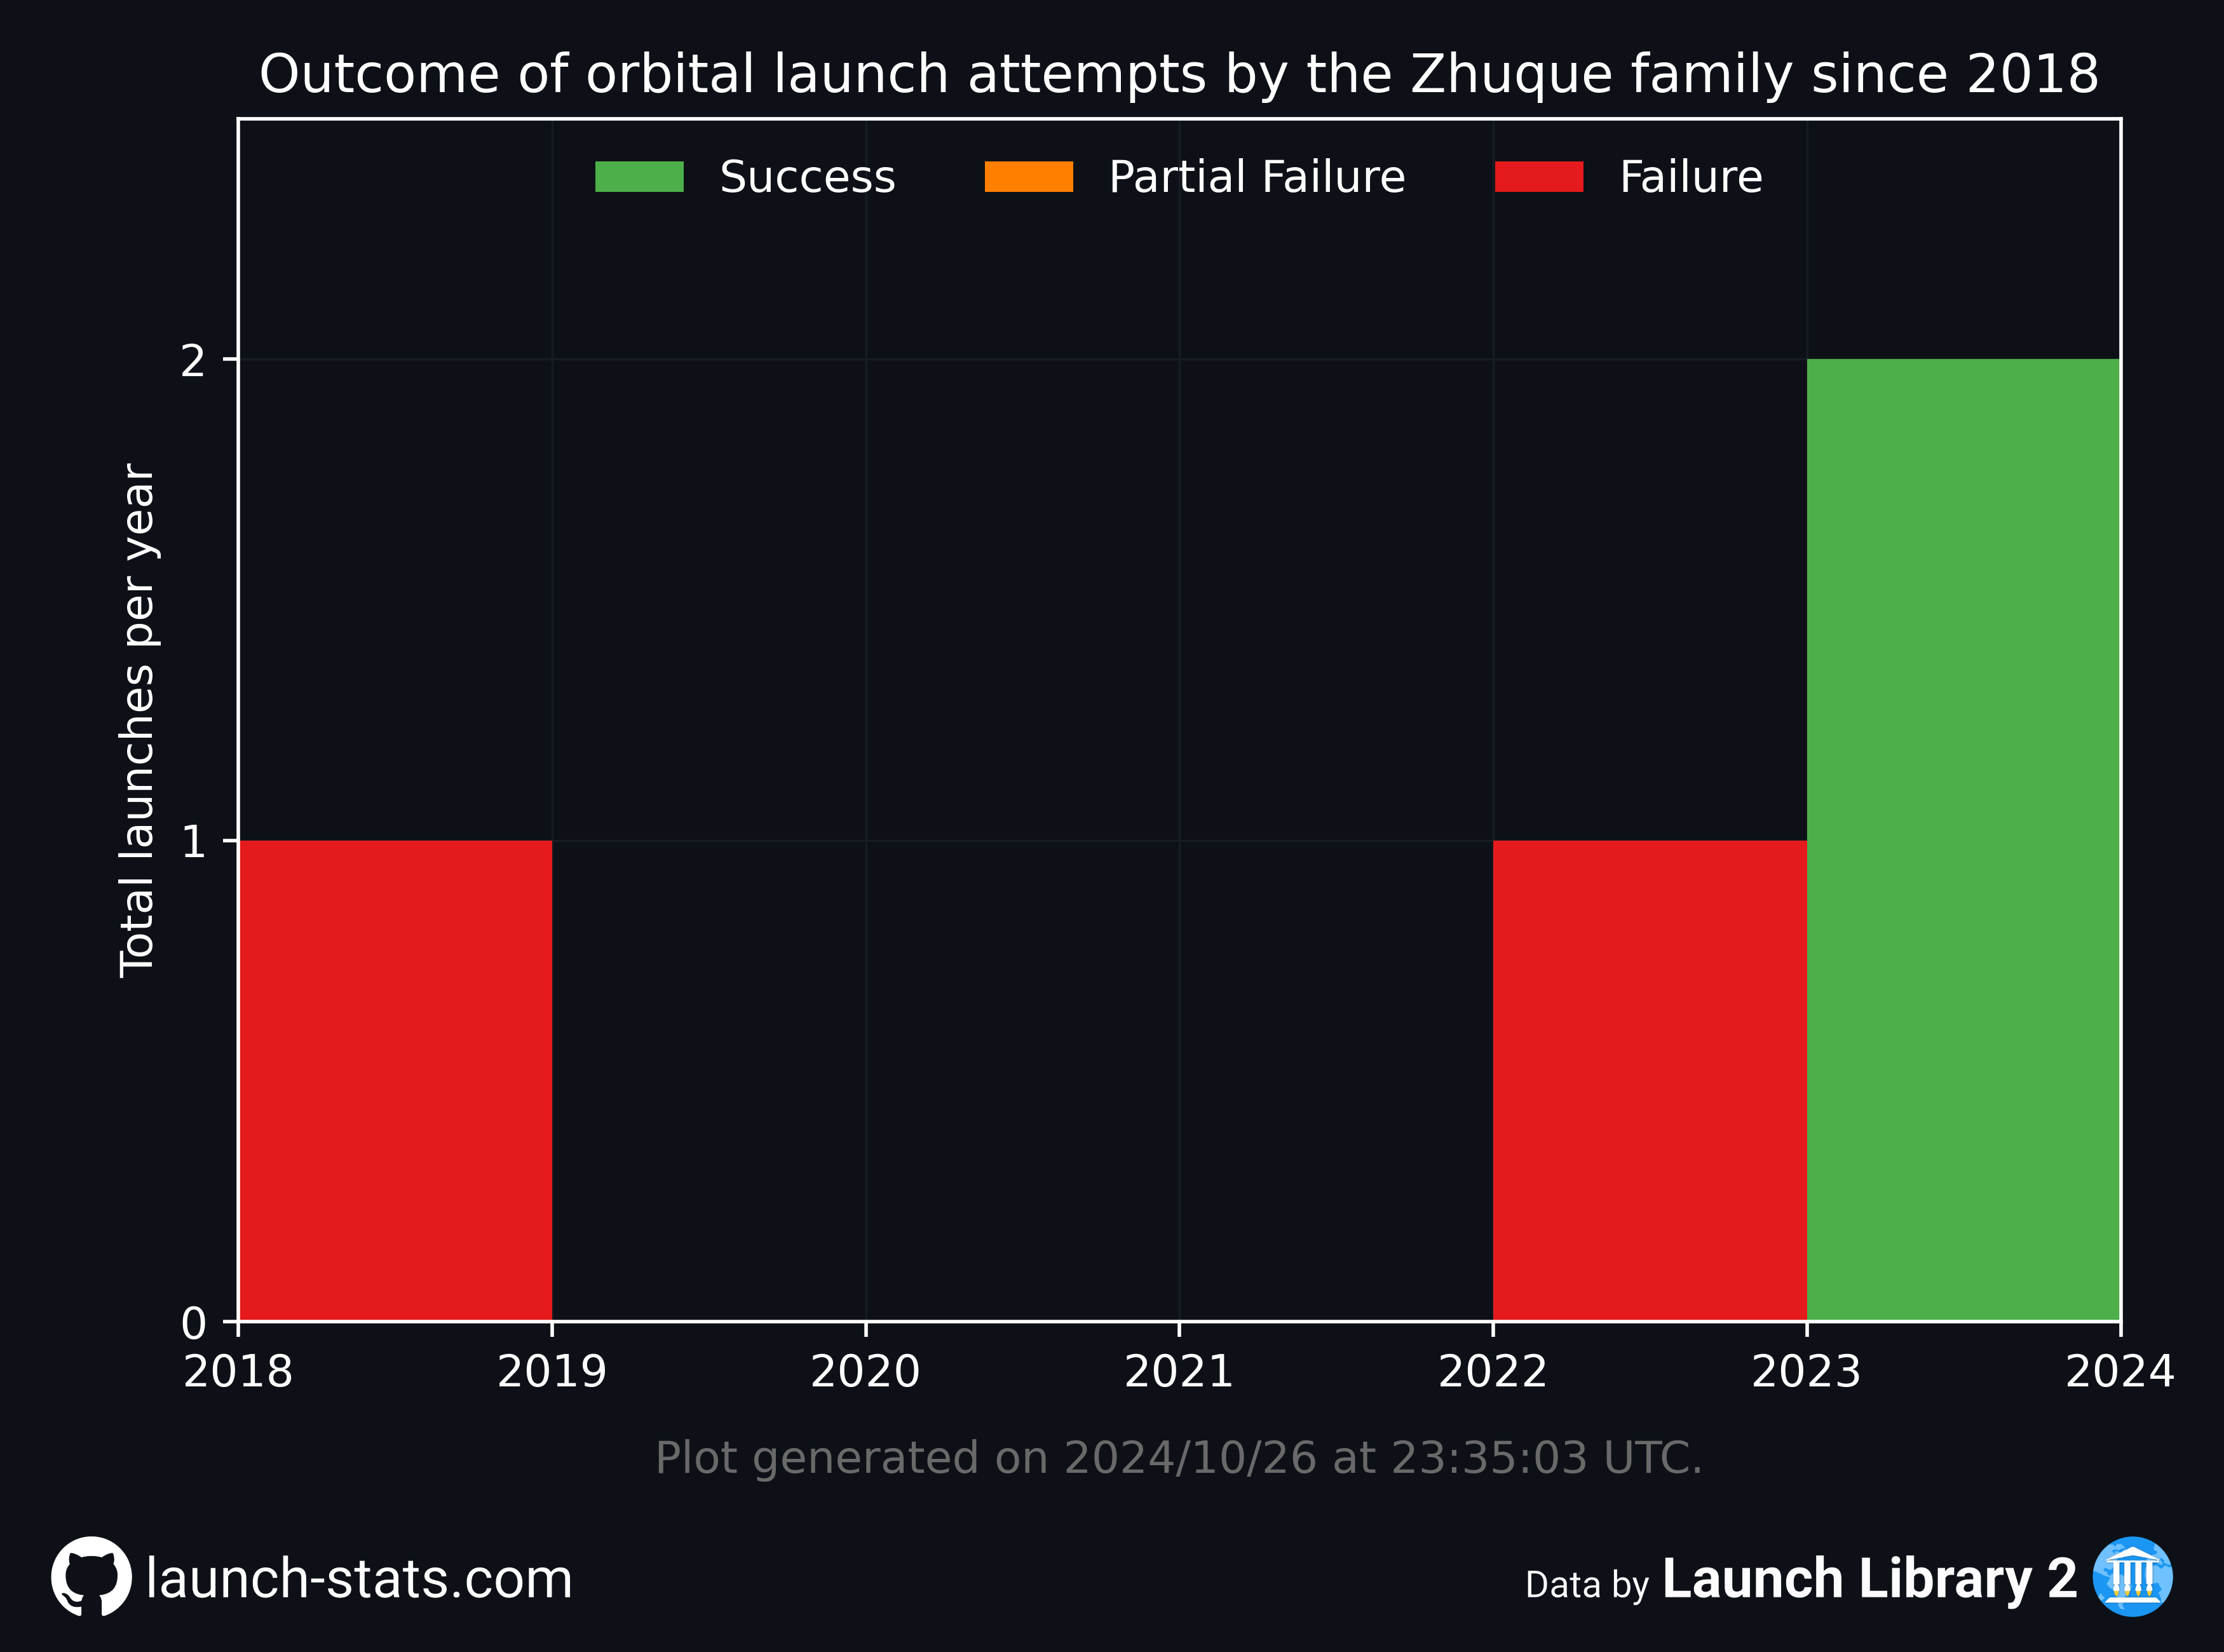 Outcome of orbital launch attempts by the Zhuque family since 2018
Success Partial Failure Failure
Total launches per year
2
1
0
2018 2019 2020 2021 2022 2023 2024
Plot generated on 2024/10/26 at 23:35:03 UTC.
launch-stats.com
Data by Launch Library 2